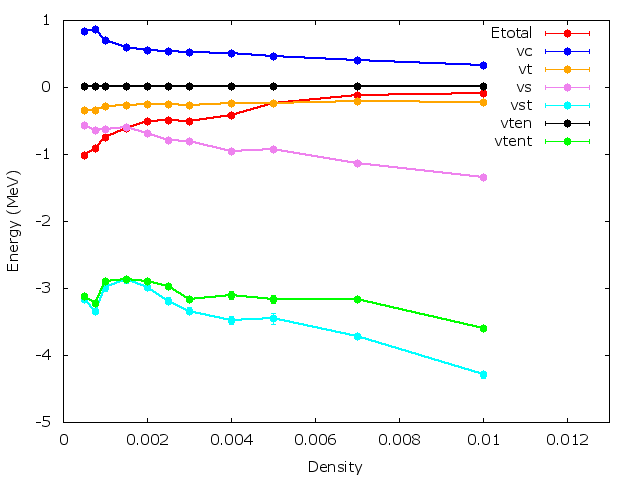 Etotal
vc
vt
vs
vst
vten
vtent
1
0
-1
-2
-3
-4
-5
Energy (MeV)
0
0.002
0.004
0.006
0.008
0.01
0.012
Density